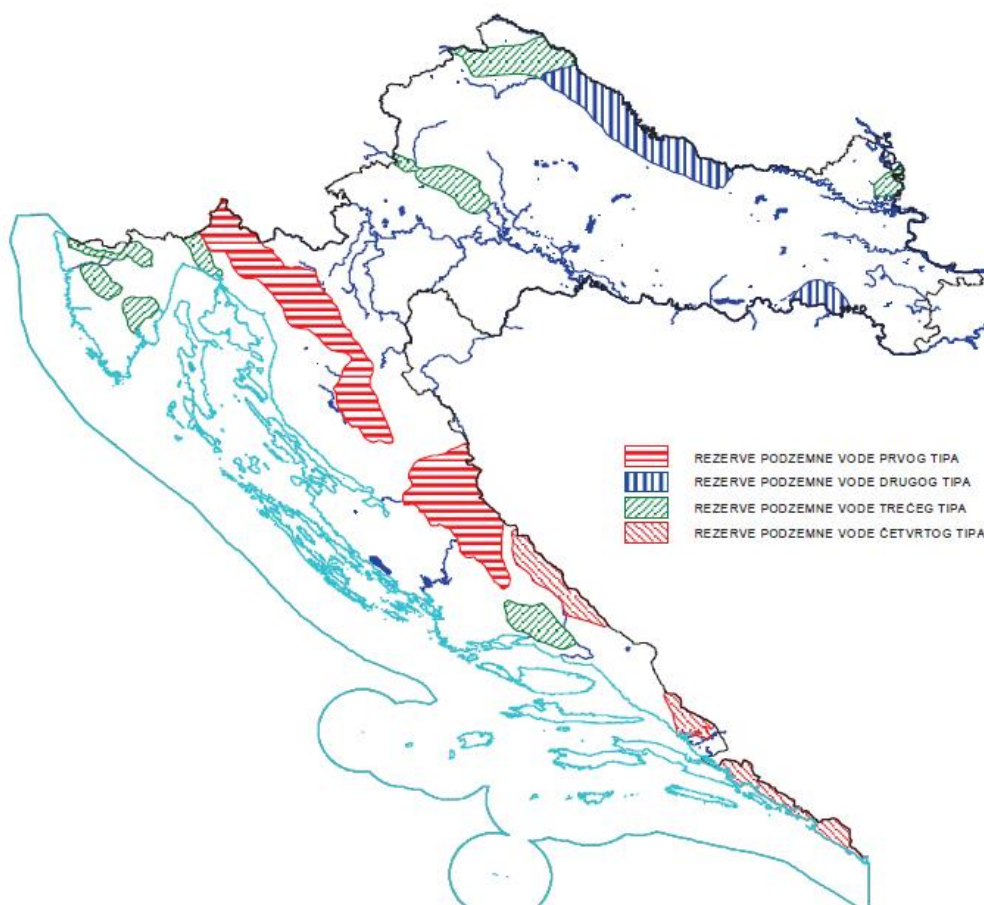 REZERVE PODZEMNE VODE PRVOG TIPA
REZERVE PODZEMNE VODE DRUGOG TIPA
REZERVE PODZEMNE VODE TREĆEG TIPA
REZERVE PODZEMNE VODE ČETVRTOG TIPA